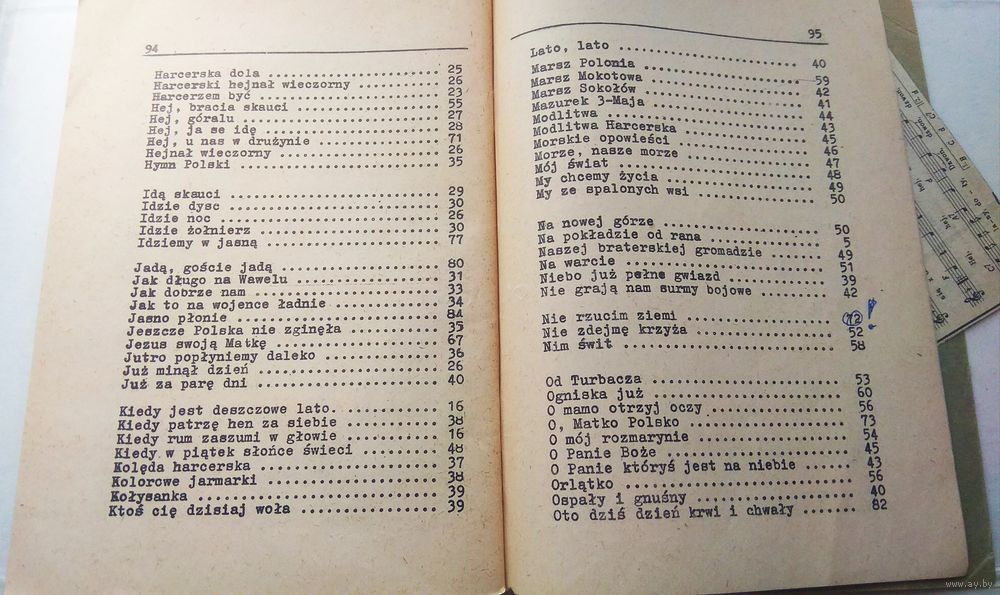 94
Harcerska dola .......................... 25
Harcerski hejnał wieczorny .............. 26
Harcerzem być ........................... 23
Hej, bracia skauci ...................... 55
Hej, góralu ............................. 27
Hej, ja se idę .......................... 28
Hej, u nas w drużynie ................... 71
Hejnał wieczorny ........................ 26
Hymn Polski ............................. 35
Idą skauci .............................. 29
Idzie dysc .............................. 30
Idzie noc ............................... 26
Idzie żołnierz .......................... 30
Idziemy w jasną ......................... 77
Jadą, goście jadą ....................... 80
Jak długo na Wawelu ..................... 31
Jak dobrze nam .......................... 33
Jak to na wojence ładnie ................ 34
Jasno płonie ............................ 84
Jeszcze Polska nie zginęła .............. 35
Jezus swoją Matkę ....................... 67
Jutro popłyniemy daleko ................. 36
Już minął dzień ......................... 26
Już za parę dni ......................... 40
Kiedy jest deszczowe lato. .............. 16
Kiedy patrzę hen za siebie .............. 38
Kiedy rum zaszumi w głowie .............. 16
Kiedy w piątek słońce świeci ............ 48
Kolęda harcerska ........................ 37
Kolorowe jarmarki ....................... 38
Kołysanka ............................... 39
Ktoś cię dzisiaj woła ................... 39
95
Lato, lato .............................. 40
Marsz Polonia ........................... 59
Marsz Mokotowa .......................... 42
Marsz Sokołów ........................... 41
Mazurek 3-Maja .......................... 44
Modlitwa ................................ 43
Modlitwa Harcerska ...................... 45
Morskie opowieści ....................... 46
Morze, nasze morze ...................... 47
Mój świat ............................... 48
My chcemy życia ......................... 49
My ze spalonych wsi ..................... 50
Na nowej górze .......................... 50
Na pokładzie od rana .................... 5
Naszej braterskiej gromadzie ............ 49
Na warcie ............................... 51
Niebo już pełne gwiazd .................. 39
Nie grają nam surmy bojowe .............. 42
Nie rzucim ziemi ........................ 72 !
Nie zdejmę krzyża ....................... 52
Nim świt ................................ 58
Od Turbacza ............................. 53
Ogniska już ............................. 60
O mamo otrzyj oczy ...................... 56
O, Matko Polsko ......................... 73
O mój rozmarynie ........................ 54
O Panie Boże ............................ 45
O Panie któryś jest na niebie ........... 43
Orlątko ................................. 56
Ospały i gnuśny ......................... 40
Oto dziś dzień krwi i chwały ....... 82
www.ay.by